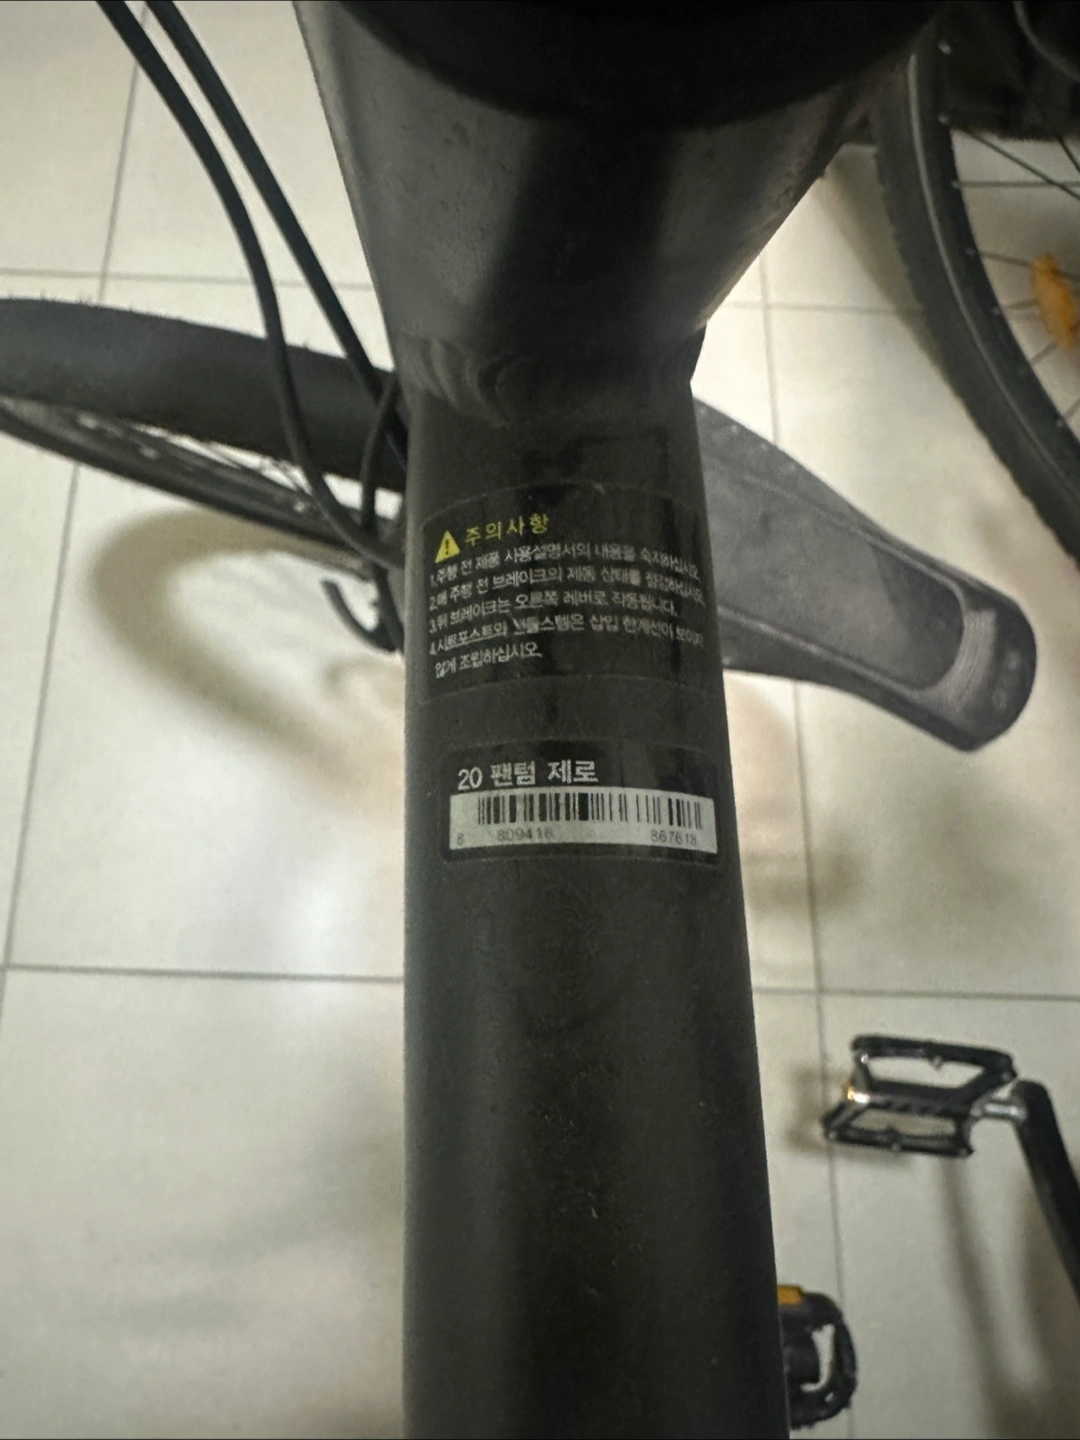 주의사항
1.주행 전 제품 사용설명서의 내용을 숙지하십시오.
2.매 주행 전 브레이크의 제동 상태를 점검하십시오.
3.뒤 브레이크는 오른쪽 레버로 작동됩니다.
4.시트포스트와 핸들스템은 삽입 한계선이 보이지
않게 조립하십시오.
20 팬텀 제로
8 809416 867618